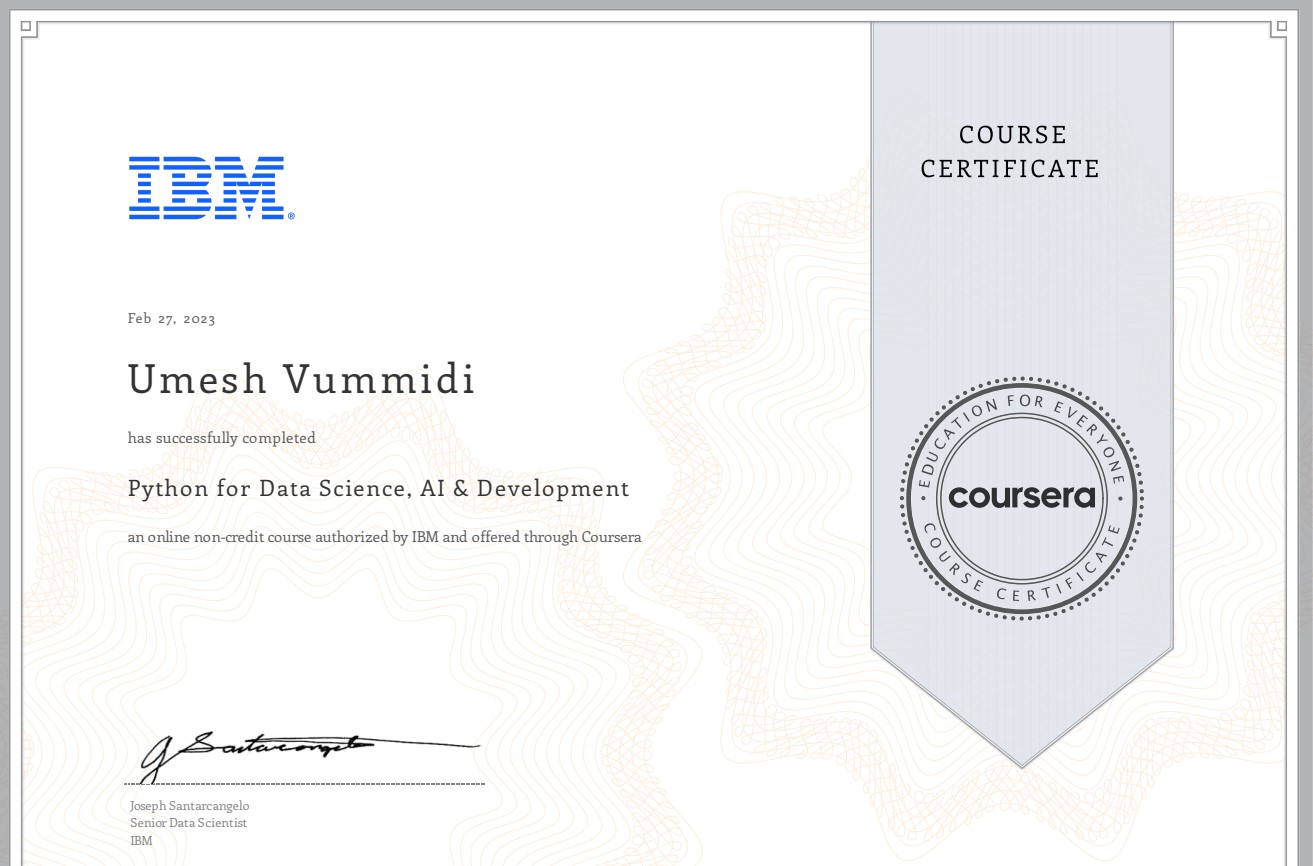 COURSE
CERTIFICATE
IBM®
Feb 27, 2023
Umesh Vummidi
has successfully completed
Python for Data Science, AI & Development
an online non-credit course authorized by IBM and offered through Coursera
EDUCATION FOR EVERYONE
coursera
COURSE CERTIFICATE
J Santarcangelo
Joseph Santarcangelo
Senior Data Scientist
IBM